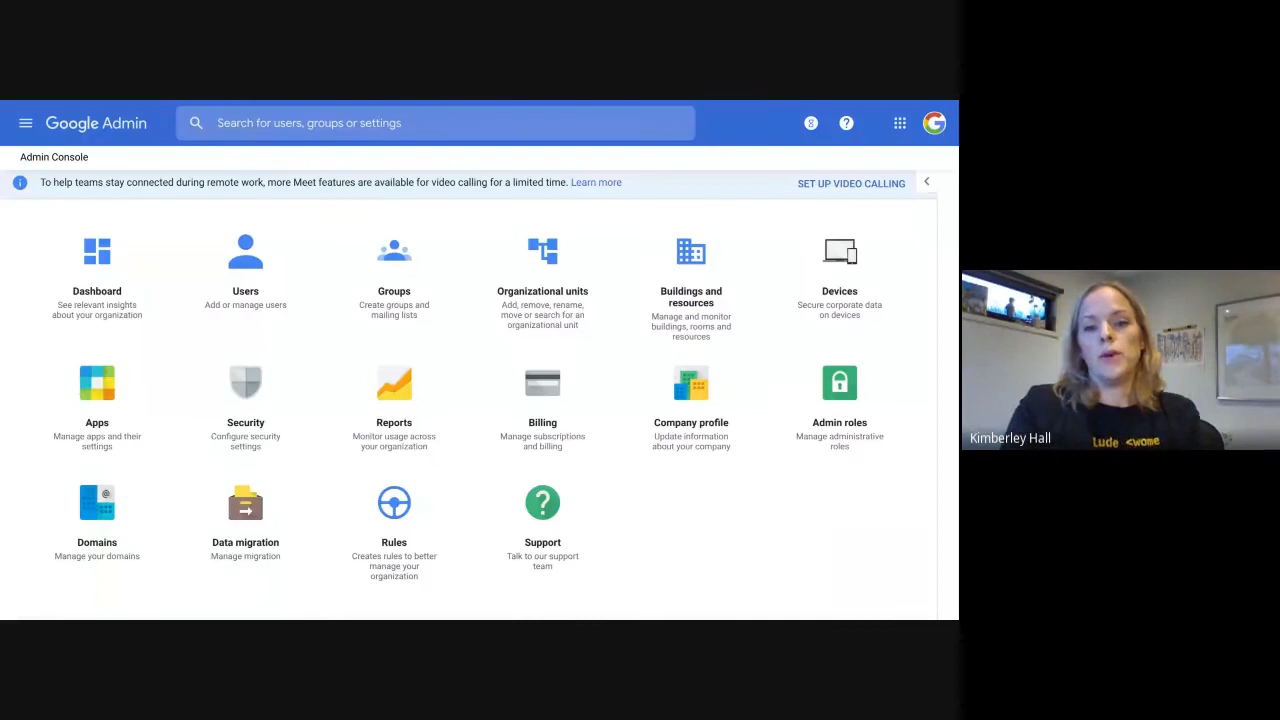 Google Admin
Search for users, groups or settings
Admin Console
To help teams stay connected during remote work, more Meet features are available for video calling for a limited time. Learn more
SET UP VIDEO CALLING
Dashboard
See relevant insights
about your organization
Users
Add or manage users
Groups
Create groups and
mailing lists
Organizational units
Add, remove, rename,
move or search for an
organizational unit
Buildings and
resources
Manage and monitor
buildings, rooms and
resources
Devices
Secure corporate data
on devices
Apps
Manage apps and their
settings
Security
Configure security
settings
Reports
Monitor usage across
your organization
Billing
Manage subscriptions
and billing
Company profile
Update information
about your company
Admin roles
Manage administrative
roles
Domains
Manage your domains
Data migration
Manage migration
Rules
Creates rules to better
manage your
organization
Support
Talk to our support
team
Kimberley Hall
lude <wome